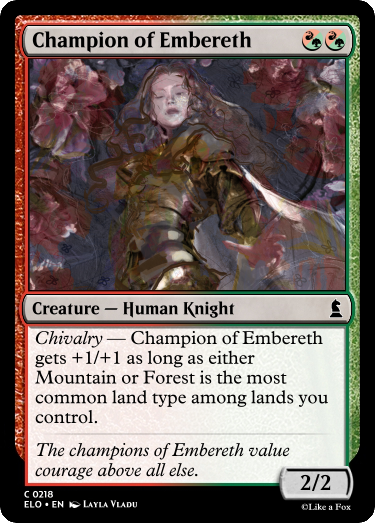 Champion of Embereth
Creature — Human Knight
Chivalry — Champion of Embereth
gets +1/+1 as long as either
Mountain or Forest is the most
common land type among lands you
control.
The champions of Embereth value
courage above all else.
2/2
C 0218
ELO • EN Layla Vladu
©Like a Fox